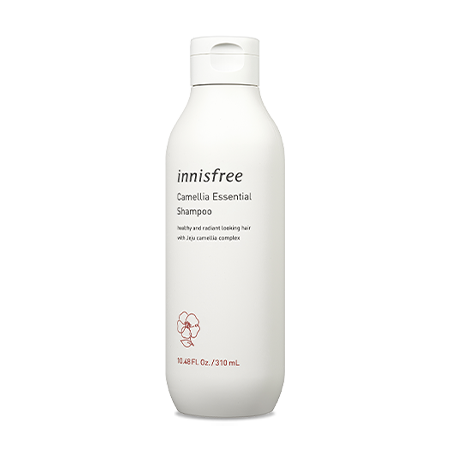 innisfree
Camellia Essential
Shampoo
healthy and radiant looking hair
with Jeju camellia complex
10.48 FL Oz. / 310 mL